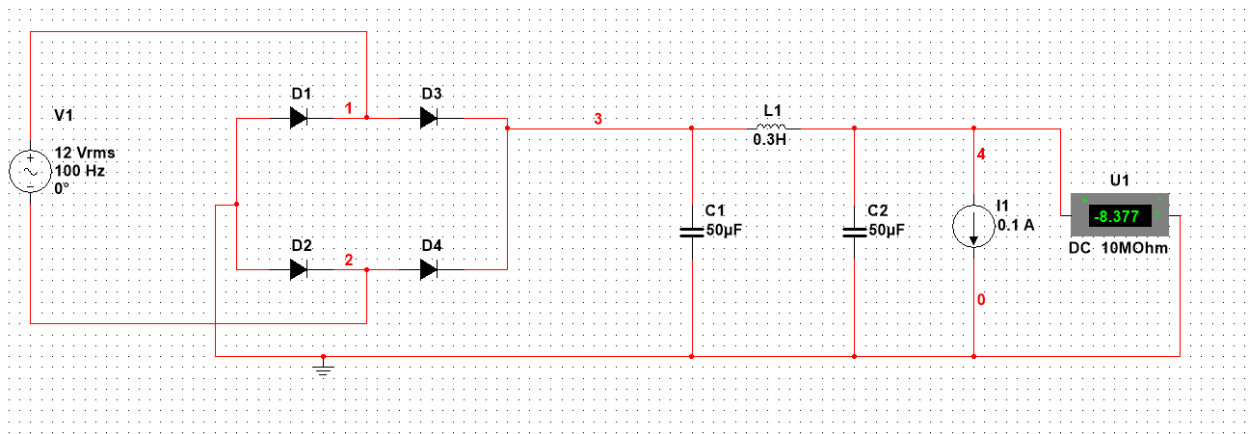 V1
12 Vrms
100 Hz
0°
D1
1
D3
D2
2
D4
3
L1
0.3H
C1
50µF
C2
50µF
4
I1
0.1 A
0
U1
+ -
-8.377
DC 10MOhm